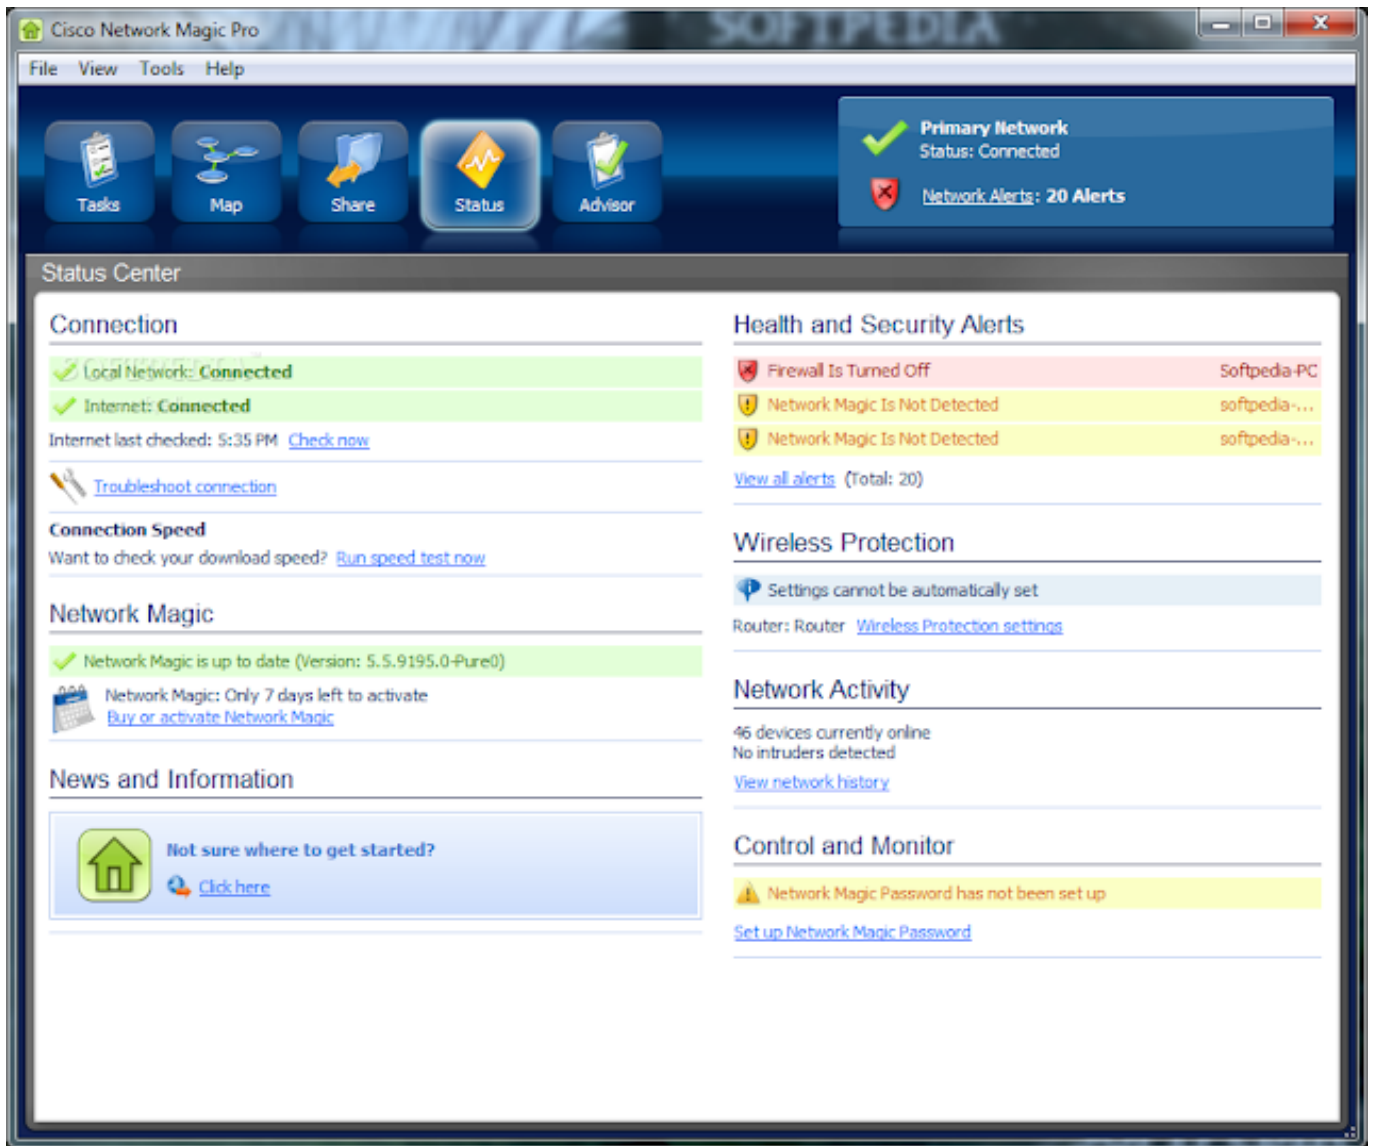 SOFTPEDIA
Cisco Network Magic Pro
File View Tools Help
Tasks Map Share Status Advisor
Primary Network
Status: Connected
Network Alerts: 20 Alerts
Status Center
Connection
Local Network: Connected
Internet: Connected
Internet last checked: 5:35 PM Check now
Troubleshoot connection
Connection Speed
Want to check your download speed? Run speed test now
Network Magic
Network Magic is up to date (Version: 5.5.9195.0-Pure0)
Network Magic: Only 7 days left to activate
Buy or activate Network Magic
News and Information
Not sure where to get started?
Click here
Health and Security Alerts
Firewall Is Turned Off Softpedia-PC
Network Magic Is Not Detected softpedia-...
Network Magic Is Not Detected softpedia-...
View all alerts (Total: 20)
Wireless Protection
Settings cannot be automatically set
Router: Router Wireless Protection settings
Network Activity
46 devices currently online
No intruders detected
View network history
Control and Monitor
Network Magic Password has not been set up
Set up Network Magic Password